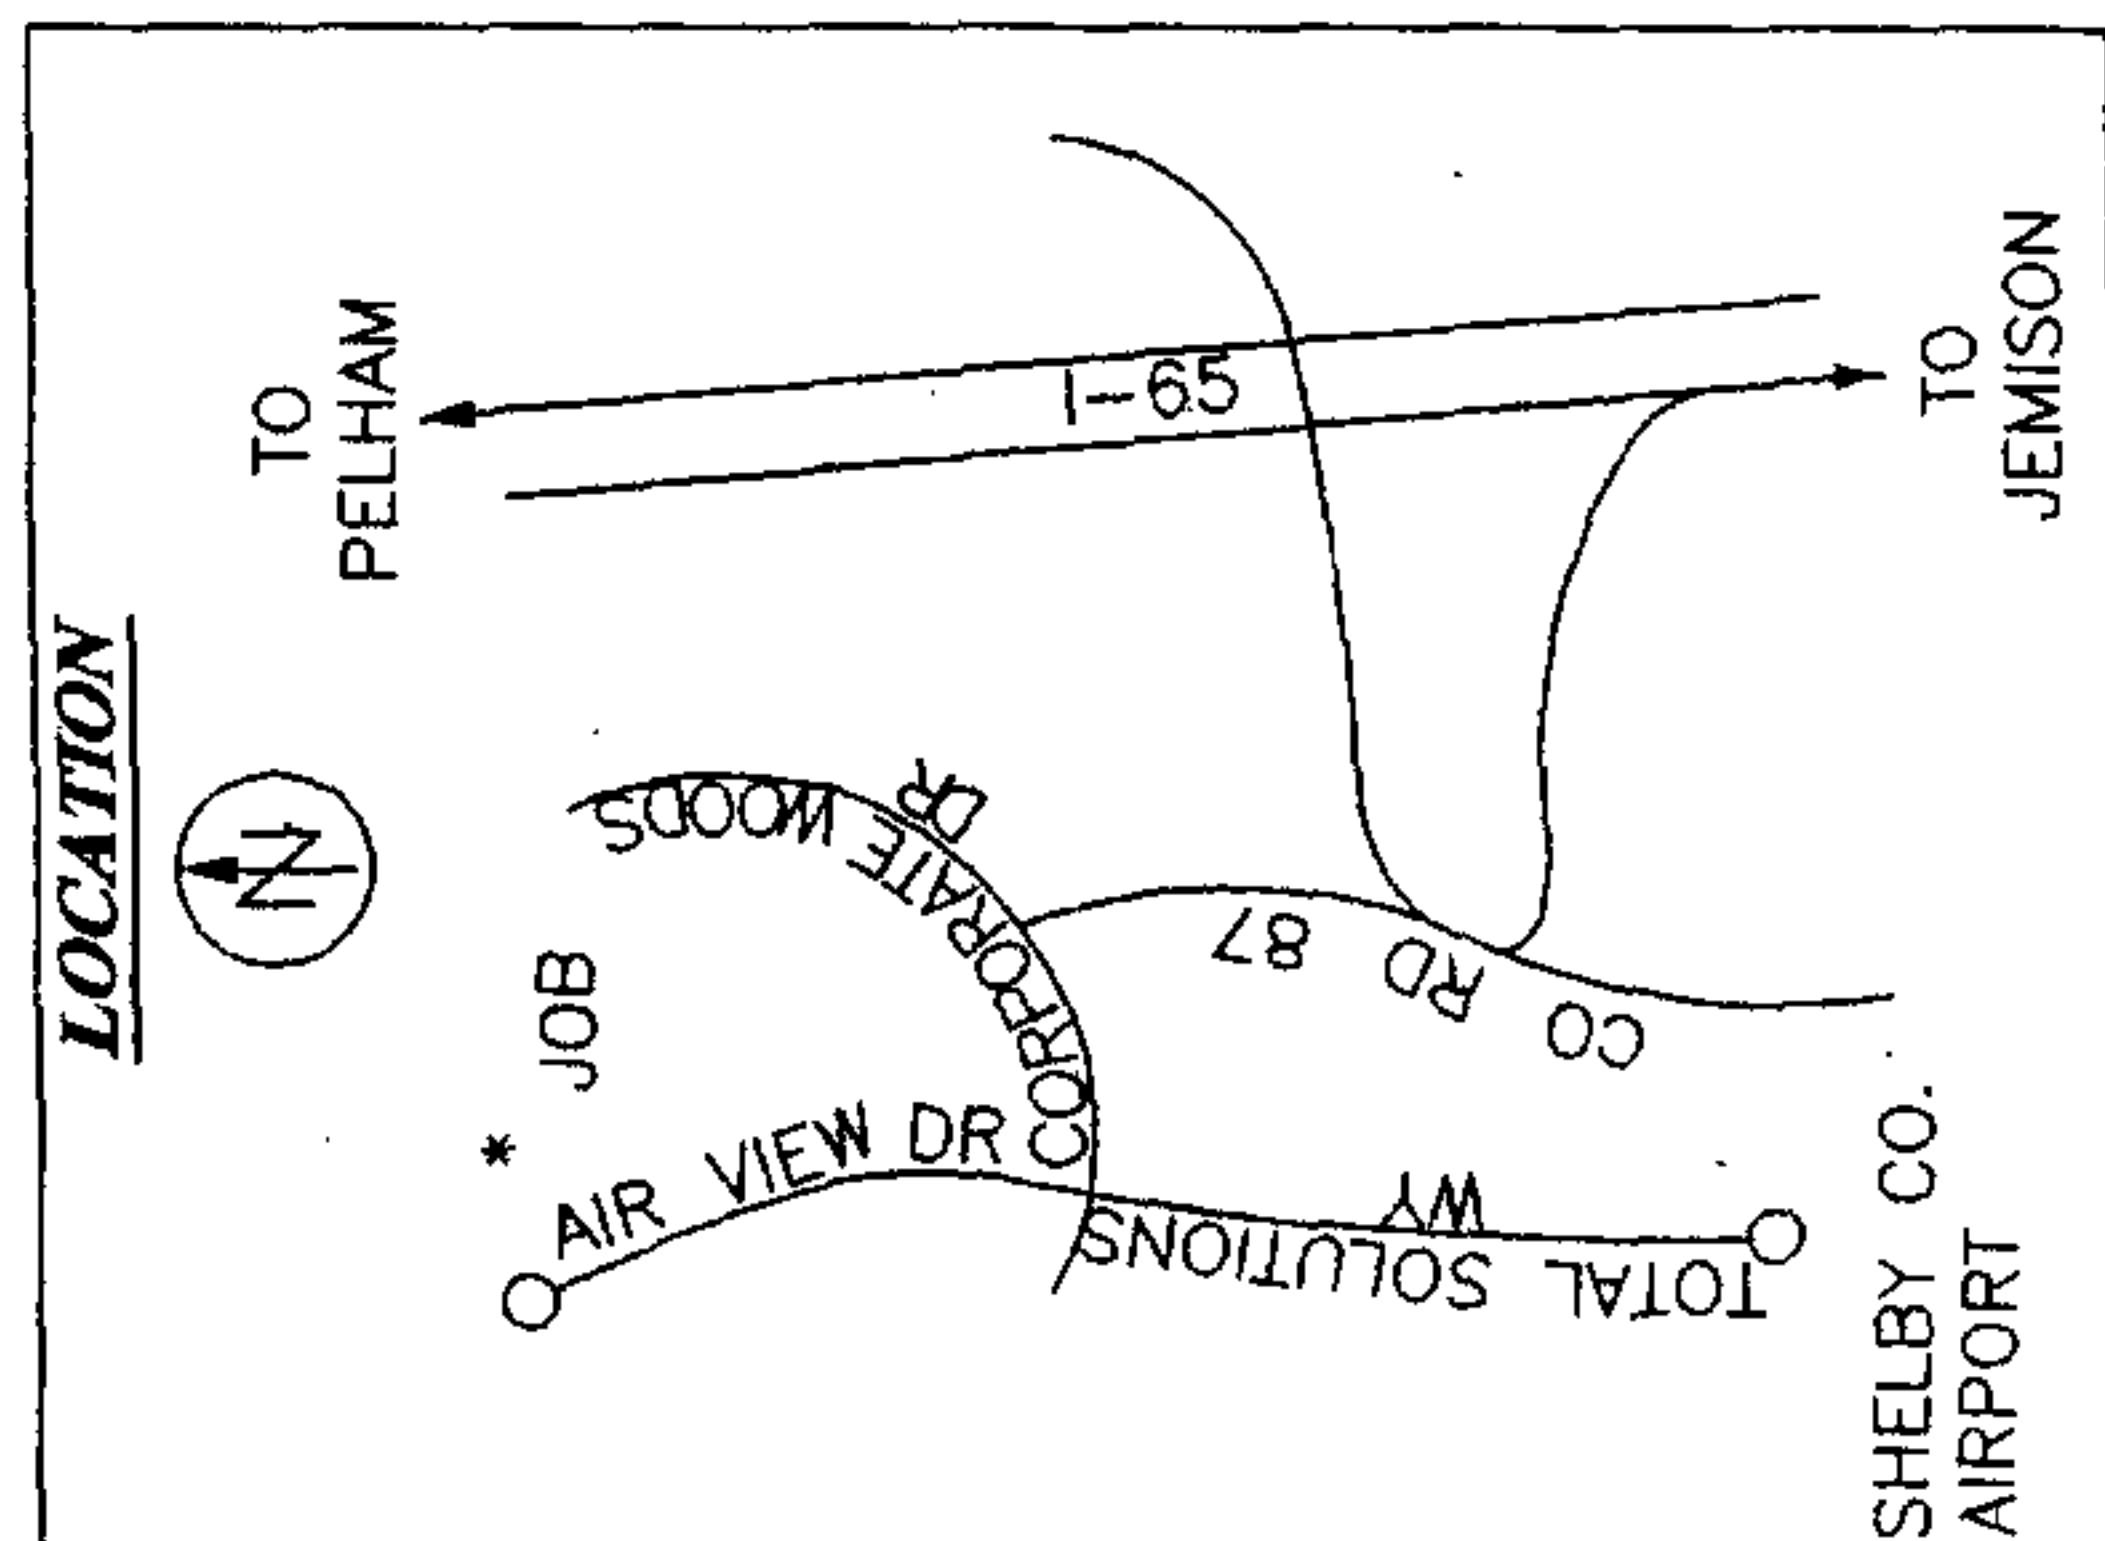 LOCATION
N
TO
PELHAM
JOB
*
AIR VIEW DR
CORPORATE WOODS
DR
I-65
CO RD 87
TOTAL SOLUTIONS
WY
TO
JEMISON
SHELBY CO.
AIRPORT